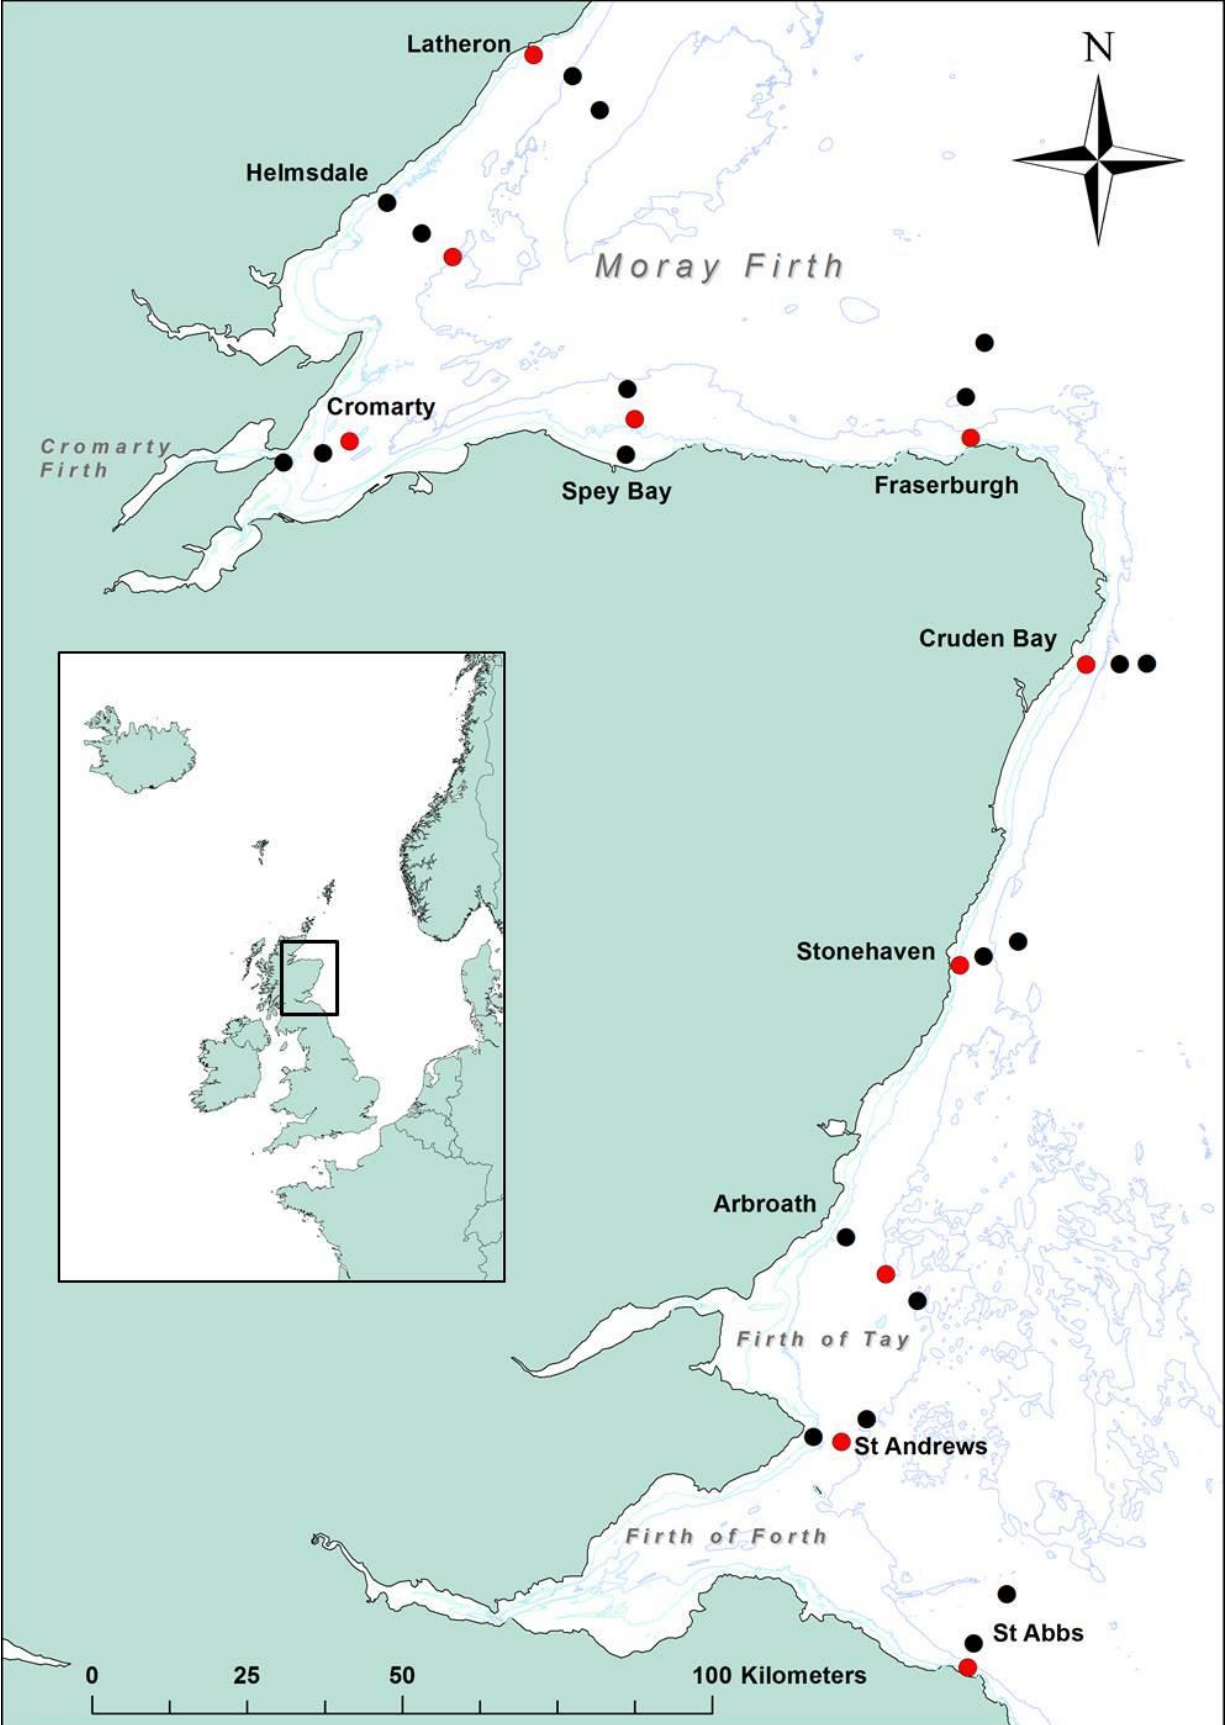 Latheron
N
Helmsdale
Moray Firth
Cromarty
Cromarty
Firth
Spey Bay
Fraserburgh
Cruden Bay
Stonehaven
Arbroath
Firth of Tay
St Andrews
Firth of Forth
St Abbs
0 25 50 100 Kilometers